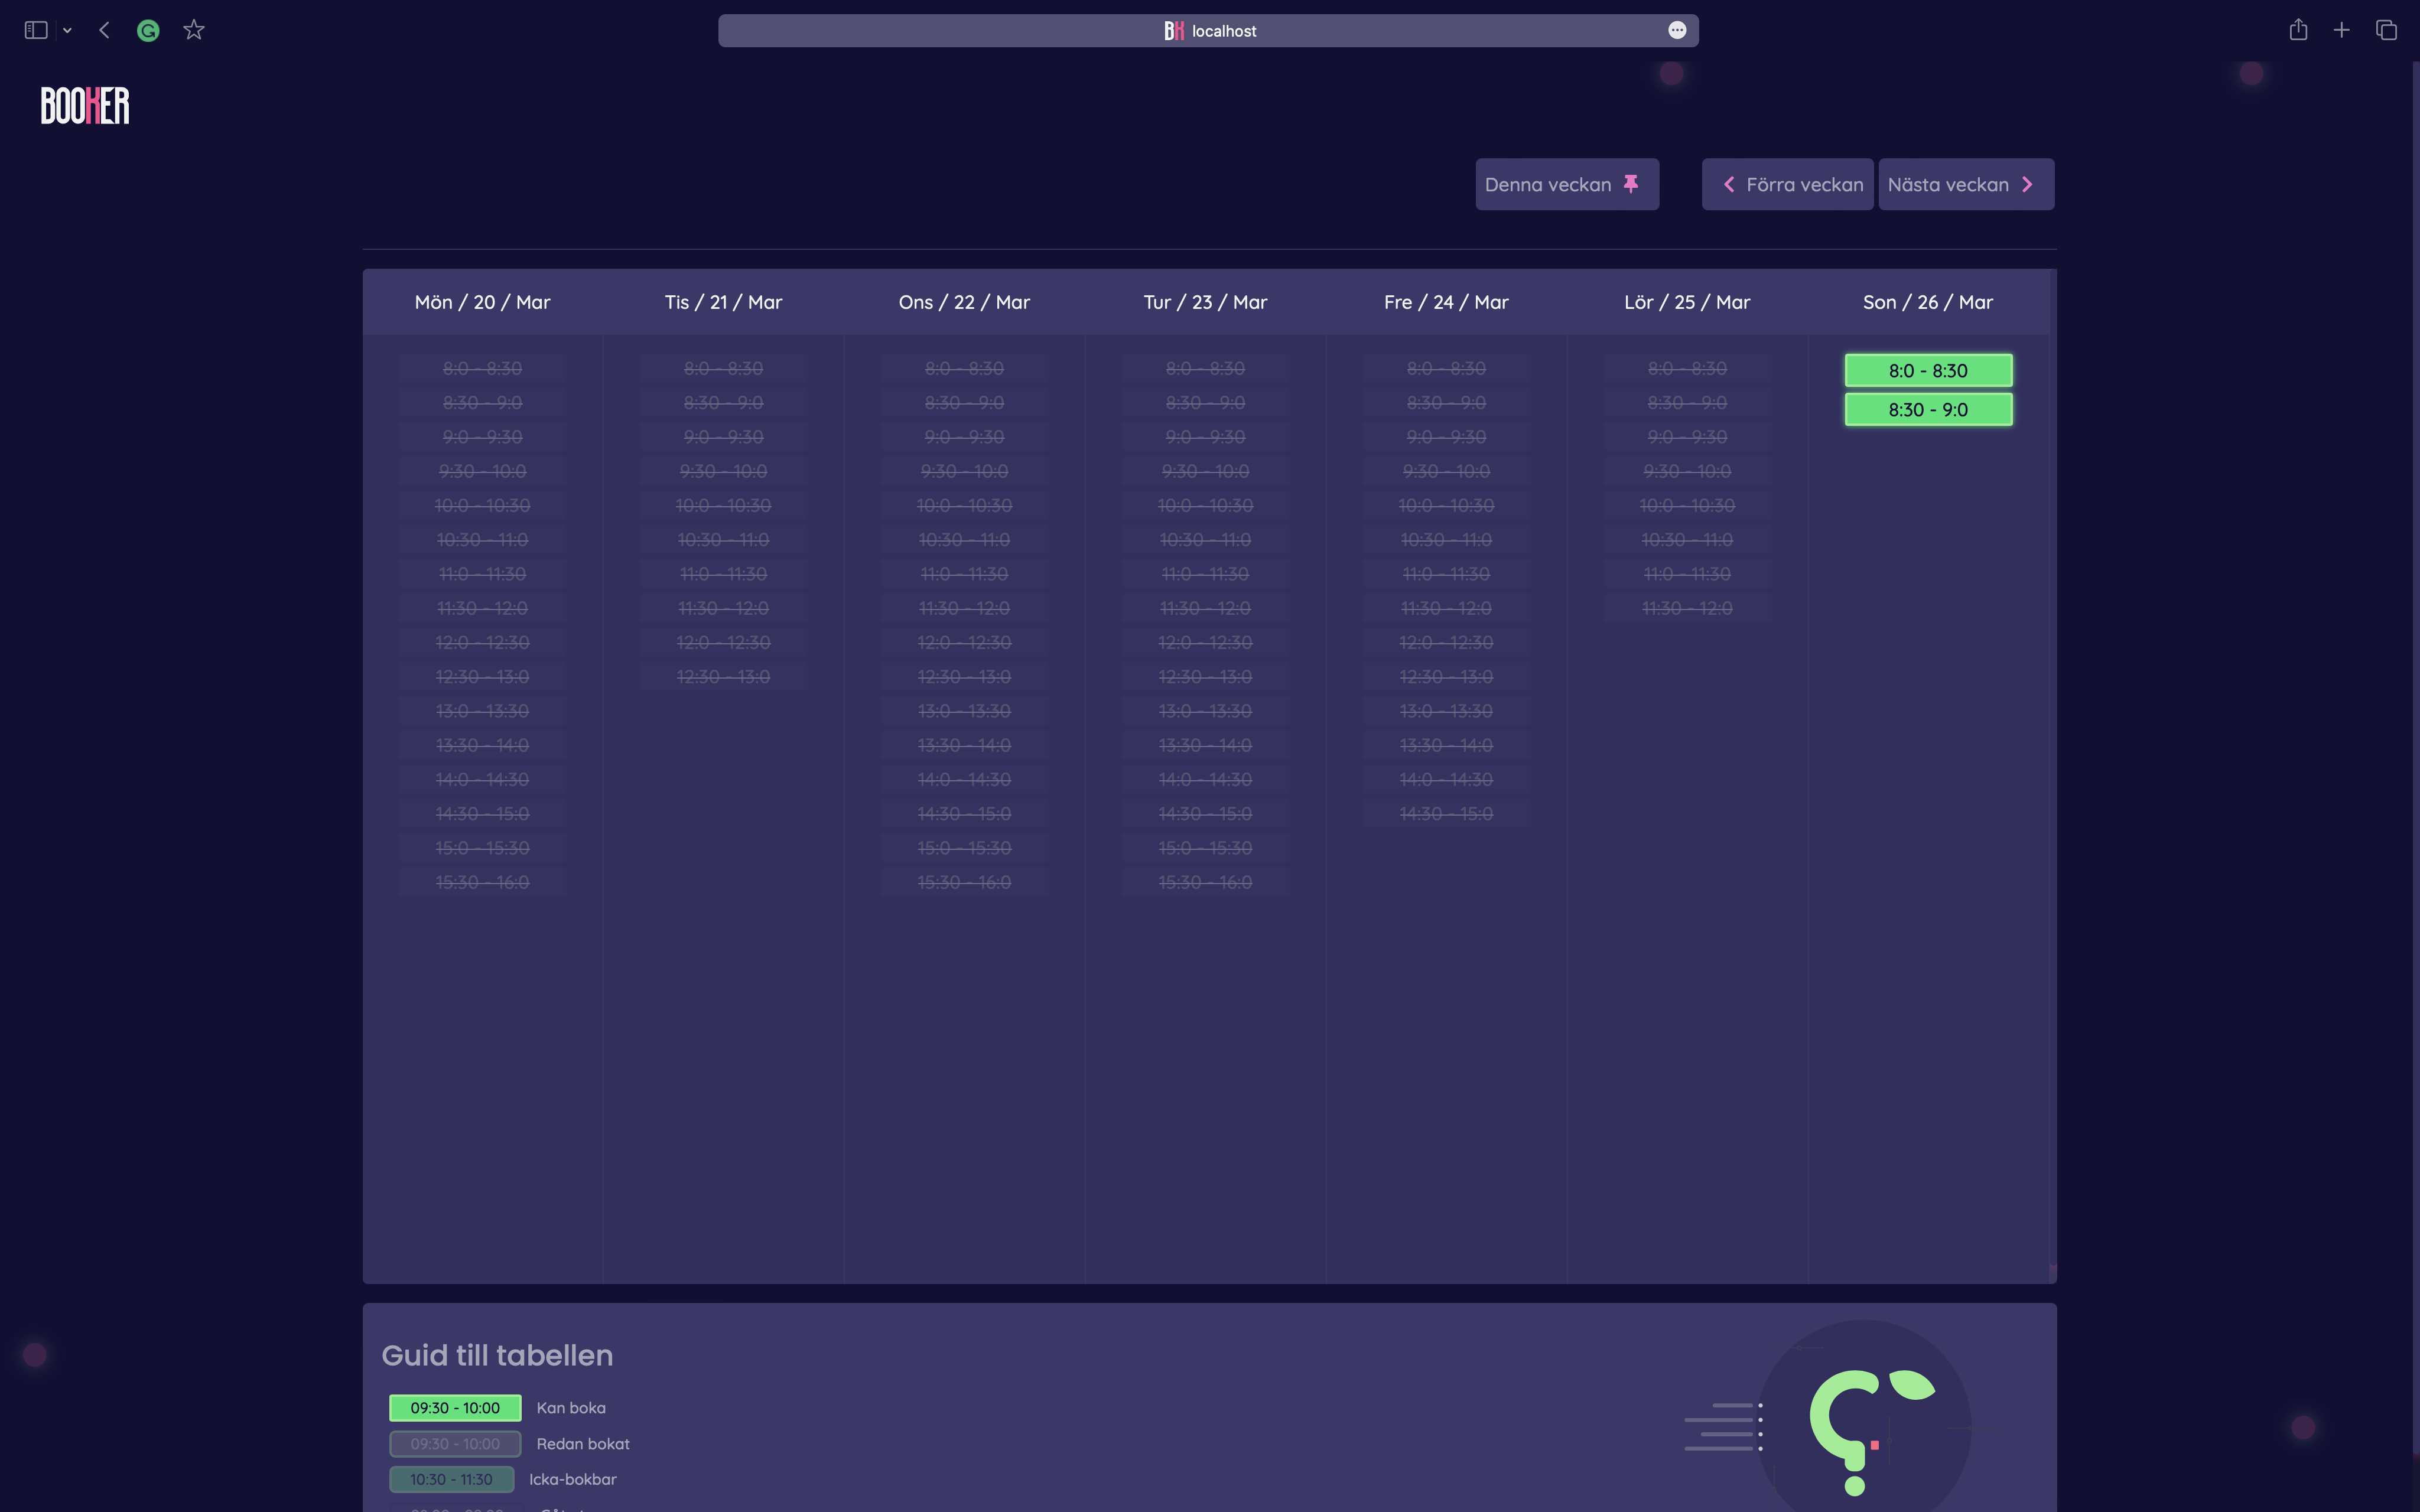 BK localhost
BOOKER
Denna veckan Förra veckan Nästa veckan
Mön / 20 / Mar Tis / 21 / Mar Ons / 22 / Mar Tur / 23 / Mar Fre / 24 / Mar Lör / 25 / Mar Son / 26 / Mar
8:0 - 8:30 8:0 - 8:30 8:0 - 8:30 8:0 - 8:30 8:0 - 8:30 8:0 - 8:30 8:0 - 8:30
8:30 - 9:0 8:30 - 9:0 8:30 - 9:0 8:30 - 9:0 8:30 - 9:0 8:30 - 9:0 8:30 - 9:0
9:0 - 9:30 9:0 - 9:30 9:0 - 9:30 9:0 - 9:30 9:0 - 9:30 9:0 - 9:30
9:30 - 10:0 9:30 - 10:0 9:30 - 10:0 9:30 - 10:0 9:30 - 10:0 9:30 - 10:0
10:0 - 10:30 10:0 - 10:30 10:0 - 10:30 10:0 - 10:30 10:0 - 10:30 10:0 - 10:30
10:30 - 11:0 10:30 - 11:0 10:30 - 11:0 10:30 - 11:0 10:30 - 11:0 10:30 - 11:0
11:0 - 11:30 11:0 - 11:30 11:0 - 11:30 11:0 - 11:30 11:0 - 11:30 11:0 - 11:30
11:30 - 12:0 11:30 - 12:0 11:30 - 12:0 11:30 - 12:0 11:30 - 12:0 11:30 - 12:0
12:0 - 12:30 12:0 - 12:30 12:0 - 12:30 12:0 - 12:30 12:0 - 12:30
12:30 - 13:0 12:30 - 13:0 12:30 - 13:0 12:30 - 13:0 12:30 - 13:0
13:0 - 13:30 13:0 - 13:30 13:0 - 13:30 13:0 - 13:30
13:30 - 14:0 13:30 - 14:0 13:30 - 14:0 13:30 - 14:0
14:0 - 14:30 14:0 - 14:30 14:0 - 14:30 14:0 - 14:30
14:30 - 15:0 14:30 - 15:0 14:30 - 15:0 14:30 - 15:0
15:0 - 15:30 15:0 - 15:30 15:0 - 15:30
15:30 - 16:0 15:30 - 16:0 15:30 - 16:0
Guid till tabellen
09:30 - 10:00 Kan boka
09:30 - 10:00 Redan bokat
10:30 - 11:30 Icka-bokbar